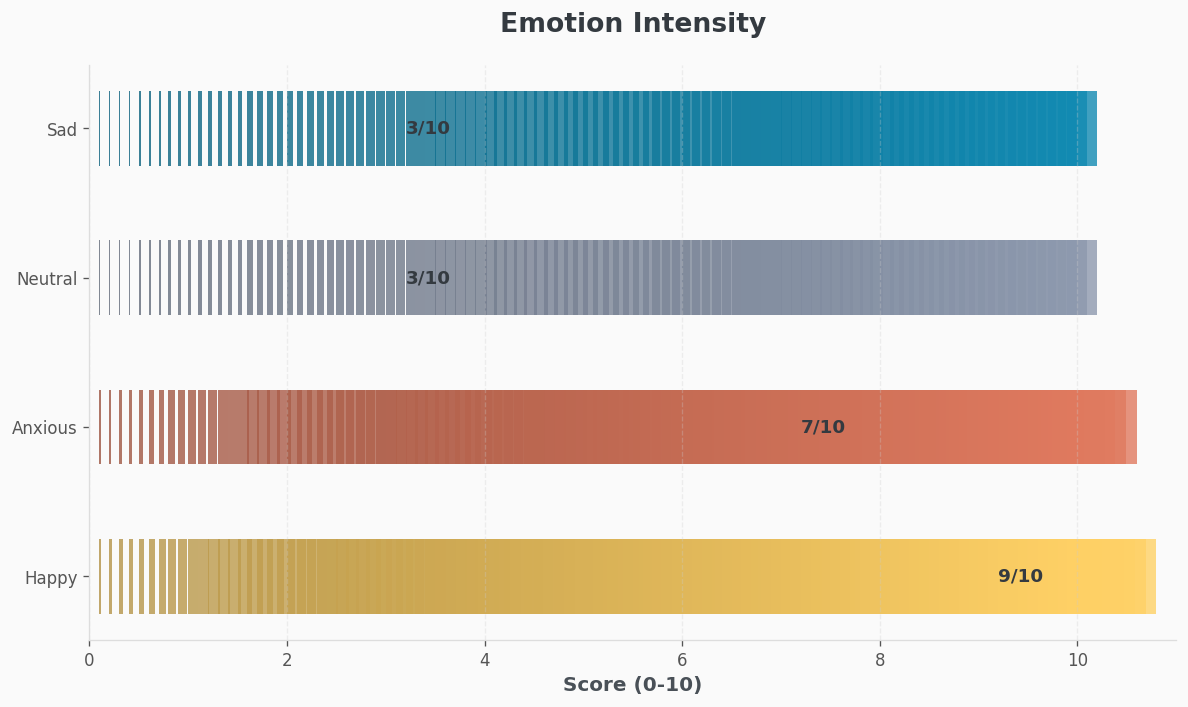 Emotion Intensity
Sad
3/10
Neutral
3/10
Anxious
7/10
Happy
9/10
0 2 4 6 8 10
Score (0-10)